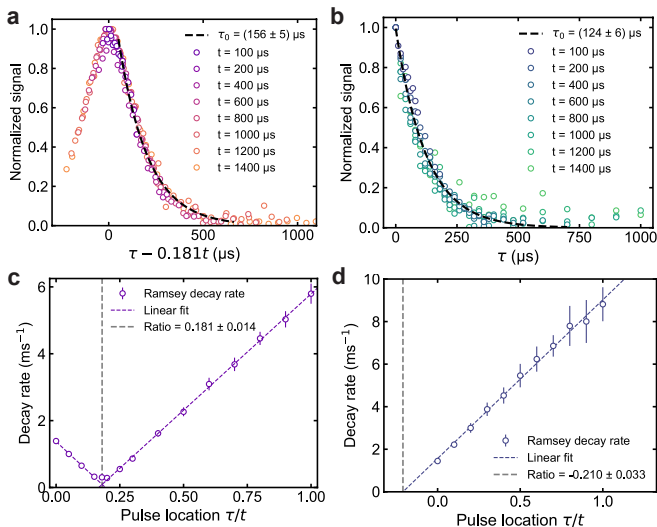 a
Normalized signal
1.0
0.8
0.6
0.4
0.2
0.0
0
500
1000
τ − 0.181t (μs)
τ₀ = (156 ± 5) μs
t = 100 μs
t = 200 μs
t = 400 μs
t = 600 μs
t = 800 μs
t = 1000 μs
t = 1200 μs
t = 1400 μs
b
Normalized signal
1.0
0.8
0.6
0.4
0.2
0.0
0
250
500
750
1000
τ (μs)
τ₀ = (124 ± 6) μs
t = 100 μs
t = 200 μs
t = 400 μs
t = 600 μs
t = 800 μs
t = 1000 μs
t = 1200 μs
t = 1400 μs
c
Decay rate (ms⁻¹)
6
4
2
0
0.00
0.25
0.50
0.75
1.00
Pulse location τ/t
Ramsey decay rate
Linear fit
Ratio = 0.181 ± 0.014
d
Decay rate (ms⁻¹)
10
8
6
4
2
0
0.0
0.5
1.0
Pulse location τ/t
Ramsey decay rate
Linear fit
Ratio = -0.210 ± 0.033